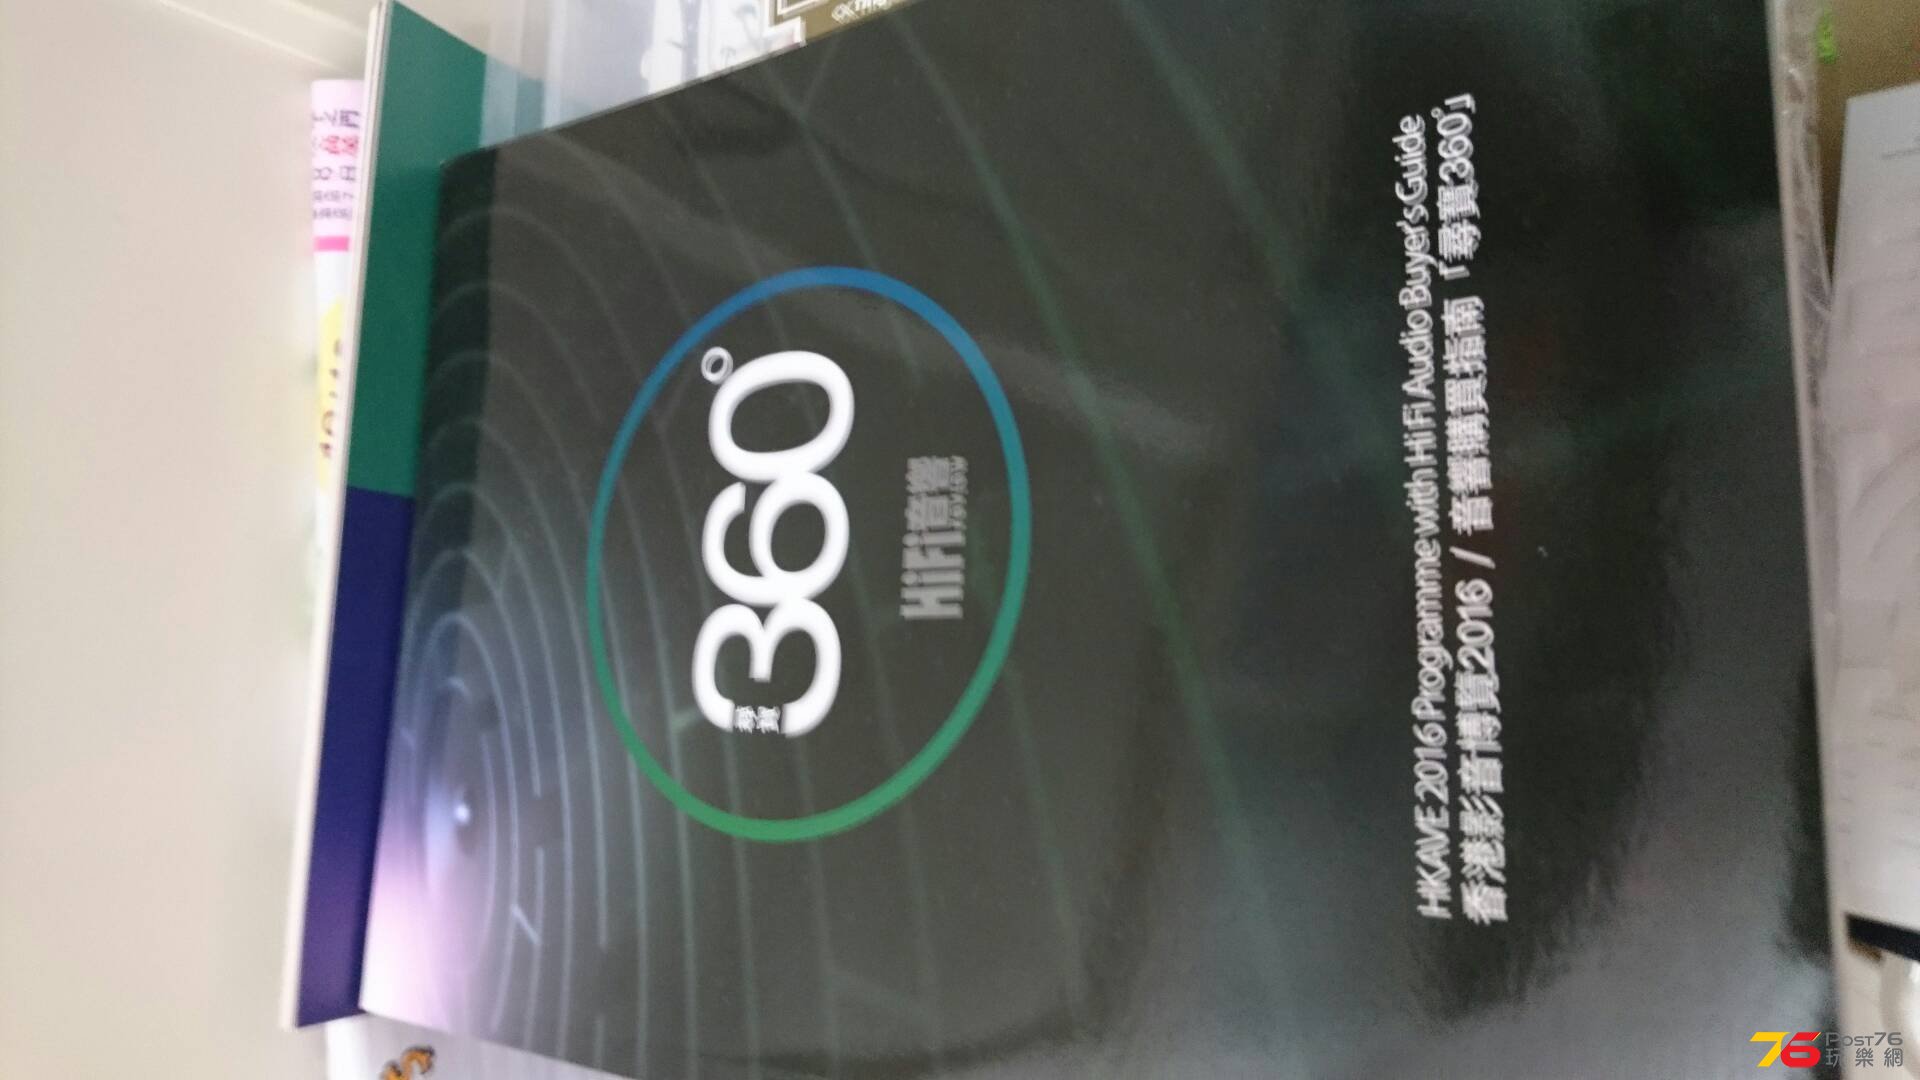 尋寶
360°
HiFi音響
review
HKAVE 2016 Programme with HiFi Audio Buyer's Guide
香港影音博覽2016 / 音響購買指南「尋寶360°」
76 POST76
玩樂網